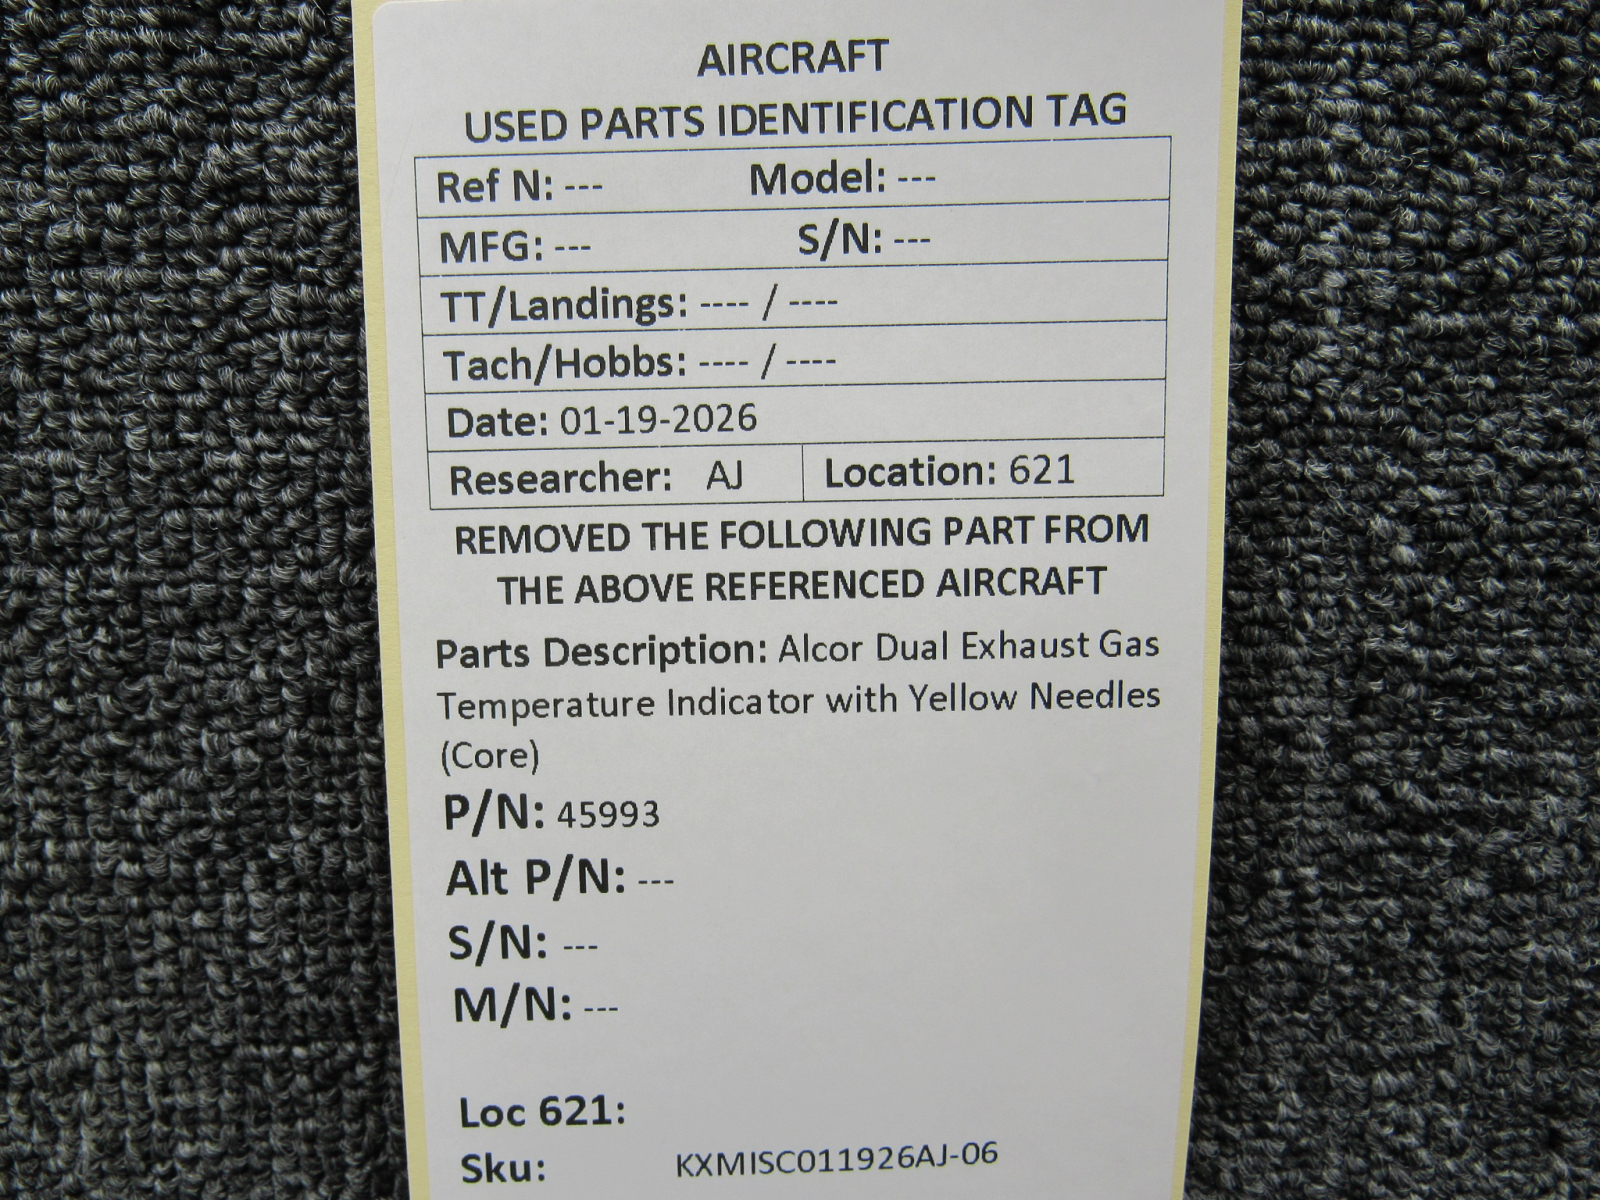 AIRCRAFT
USED PARTS IDENTIFICATION TAG
Ref N: --- Model: ---
MFG: --- S/N: ---
TT/Landings: ---- / ----
Tach/Hobbs: ---- / ----
Date: 01-19-2026
Researcher: AJ Location: 621
REMOVED THE FOLLOWING PART FROM
THE ABOVE REFERENCED AIRCRAFT
Parts Description: Alcor Dual Exhaust Gas
Temperature Indicator with Yellow Needles
(Core)
P/N: 45993
Alt P/N: ---
S/N: ---
M/N: ---
Loc 621:
Sku: KXMISC011926AJ-06